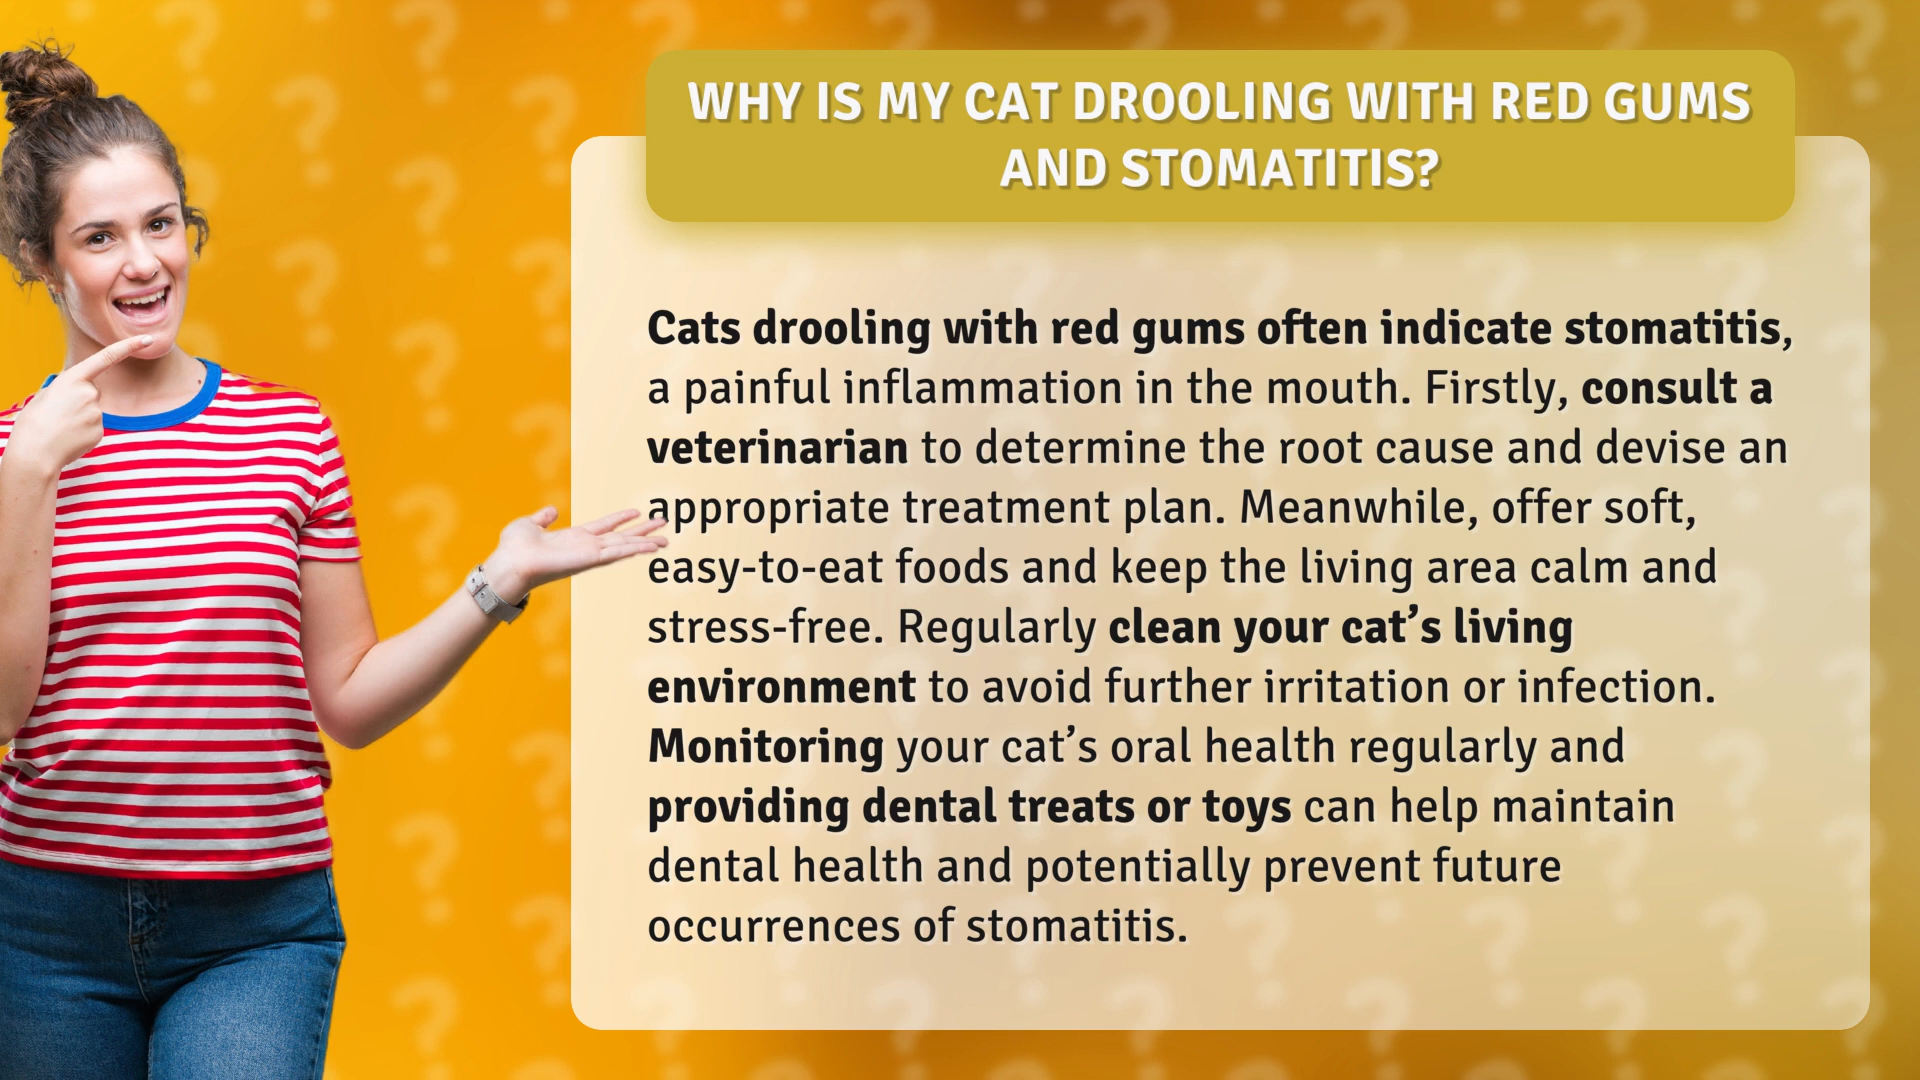 WHY IS MY CAT DROOLING WITH RED GUMS
AND STOMATITIS?
Cats drooling with red gums often indicate stomatitis,
a painful inflammation in the mouth. Firstly, consult a
veterinarian to determine the root cause and devise an
appropriate treatment plan. Meanwhile, offer soft,
easy-to-eat foods and keep the living area calm and
stress-free. Regularly clean your cat’s living
environment to avoid further irritation or infection.
Monitoring your cat’s oral health regularly and
providing dental treats or toys can help maintain
dental health and potentially prevent future
occurrences of stomatitis.